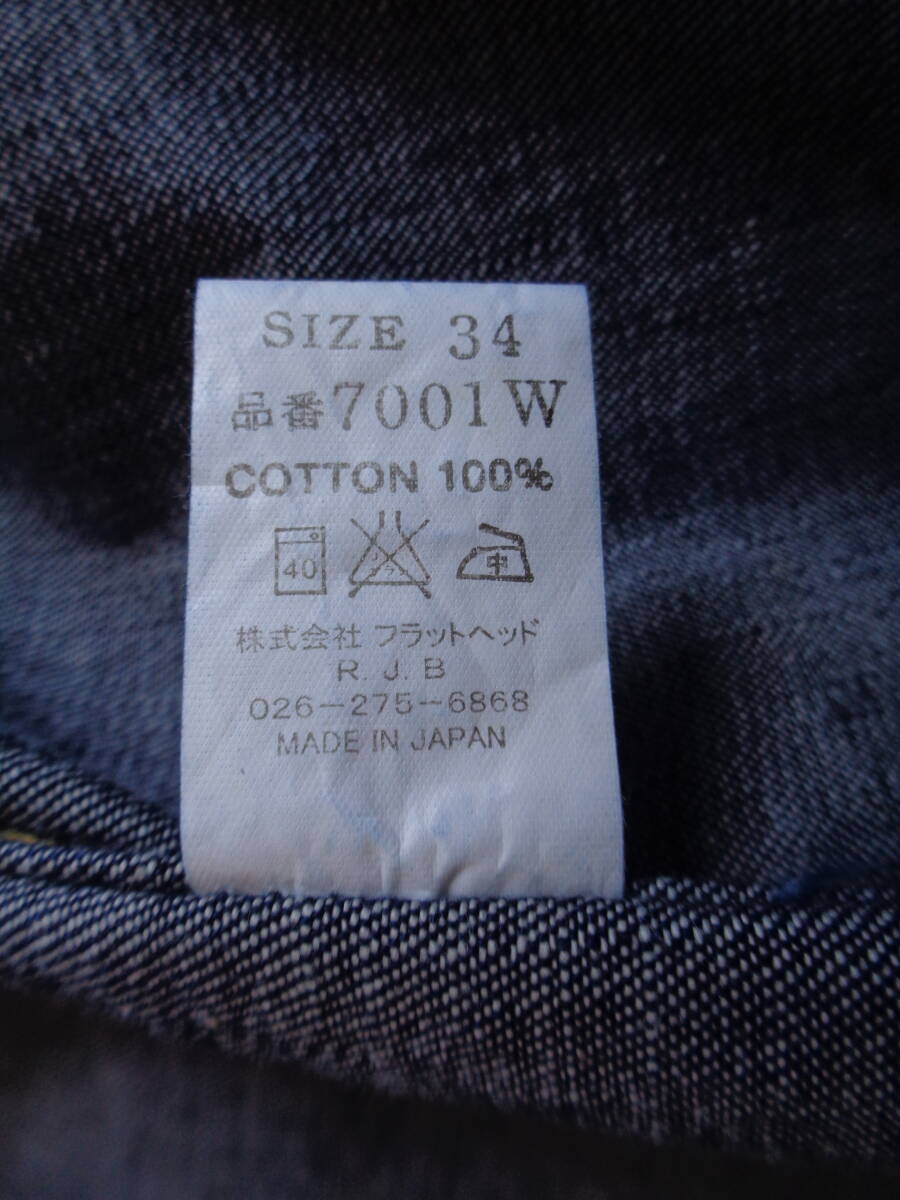 SIZE 34
品番7001W
COTTON 100%
40 中
株式会社 フラットヘッド
R. J. B
026-275-6868
MADE IN JAPAN